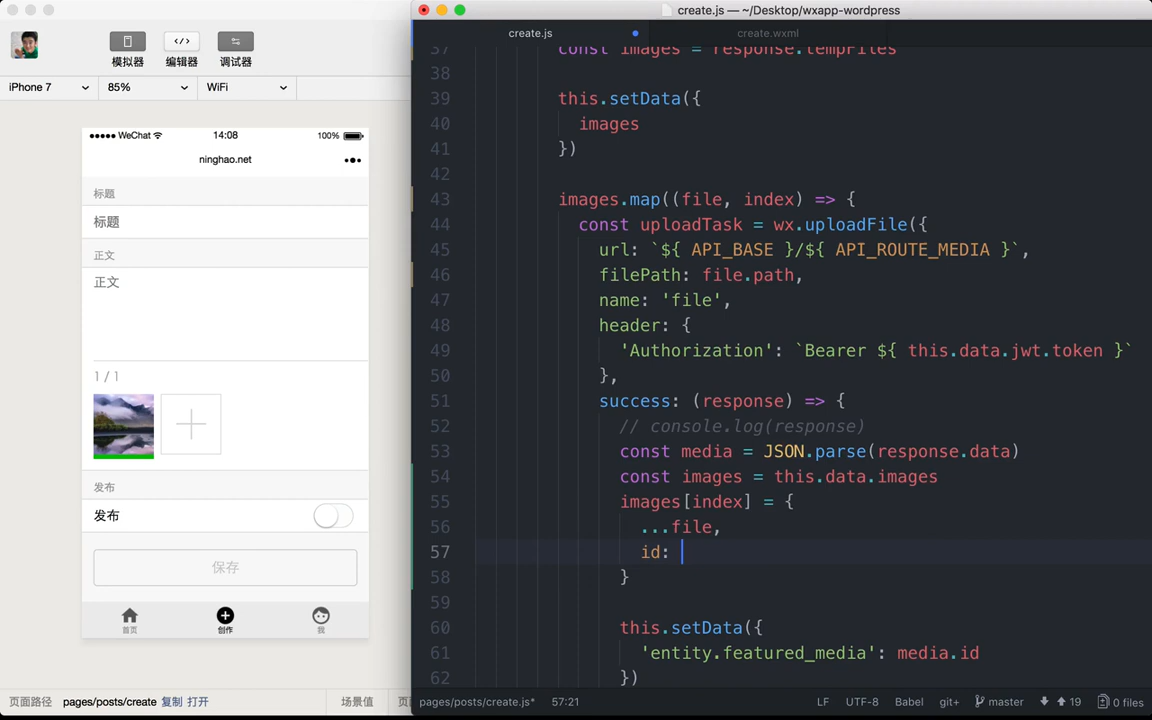 create.js — ~/Desktop/wxapp-wordpress
模拟器
编辑器
调试器
iPhone 7
85%
WiFi
WeChat
14:08
100%
ninghao.net
标题
标题
正文
正文
1 / 1
发布
发布
保存
首页
创作
我
页面路径 pages/posts/create 复制 打开
场景值
create.js
create.wxml
37 const images = response.tempFiles
38
39 this.setData({
40 images
41 })
42
43 images.map((file, index) => {
44 const uploadTask = wx.uploadFile({
45 url: `${ API_BASE }/${ API_ROUTE_MEDIA }`,
46 filePath: file.path,
47 name: 'file',
48 header: {
49 'Authorization': `Bearer ${ this.data.jwt.token }`
50 },
51 success: (response) => {
52 // console.log(response)
53 const media = JSON.parse(response.data)
54 const images = this.data.images
55 images[index] = {
56 ...file,
57 id:
58 }
59
60 this.setData({
61 'entity.featured_media': media.id
62 })
pages/posts/create.js*
57:21
LF
UTF-8
Babel
git+
master
19
0 files